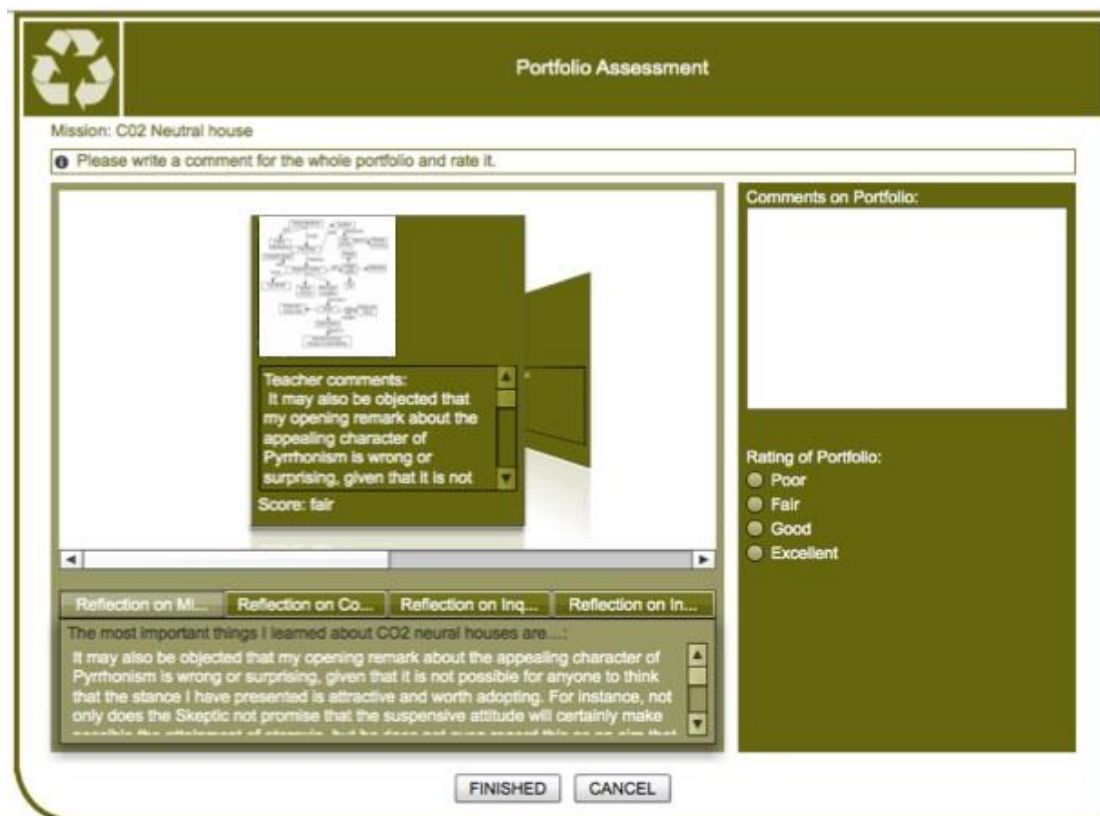 Portfolio Assessment
Mission: C02 Neutral house
Please write a comment for the whole portfolio and rate it.
Teacher comments:
It may also be objected that
my opening remark about the
appealing character of
Pyrrhonism is wrong or
surprising, given that it is not
Score: fair
Reflection on Mi...
Reflection on Co...
Reflection on Inq...
Reflection on In...
The most important things I learned about CO2 neural houses are....:
It may also be objected that my opening remark about the appealing character of
Pyrrhonism is wrong or surprising, given that it is not possible for anyone to think
that the stance I have presented is attractive and worth adopting. For instance, not
only does the Skeptic not promise that the suspensive attitude will certainly make
Comments on Portfolio:
Rating of Portfolio:
Poor
Fair
Good
Excellent
FINISHED
CANCEL